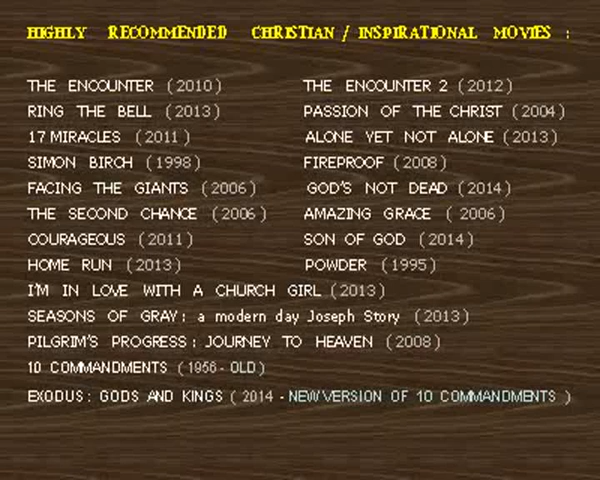 HIGHLY RECOMMENDED CHRISTIAN / INSPIRATIONAL MOVIES :
THE ENCOUNTER (2010) THE ENCOUNTER 2 (2012)
RING THE BELL (2013) PASSION OF THE CHRIST (2004)
17 MIRACLES (2011) ALONE YET NOT ALONE (2013)
SIMON BIRCH (1998) FIREPROOF (2008)
FACING THE GIANTS (2006) GOD'S NOT DEAD (2014)
THE SECOND CHANCE (2006) AMAZING GRACE (2006)
COURAGEOUS (2011) SON OF GOD (2014)
HOME RUN (2013) POWDER (1995)
I'M IN LOVE WITH A CHURCH GIRL (2013)
SEASONS OF GRAY: a modern day Joseph Story (2013)
PILGRIM'S PROGRESS: JOURNEY TO HEAVEN (2008)
10 COMMANDMENTS (1956 - OLD)
EXODUS: GODS AND KINGS (2014 - NEW VERSION OF 10 COMMANDMENTS)